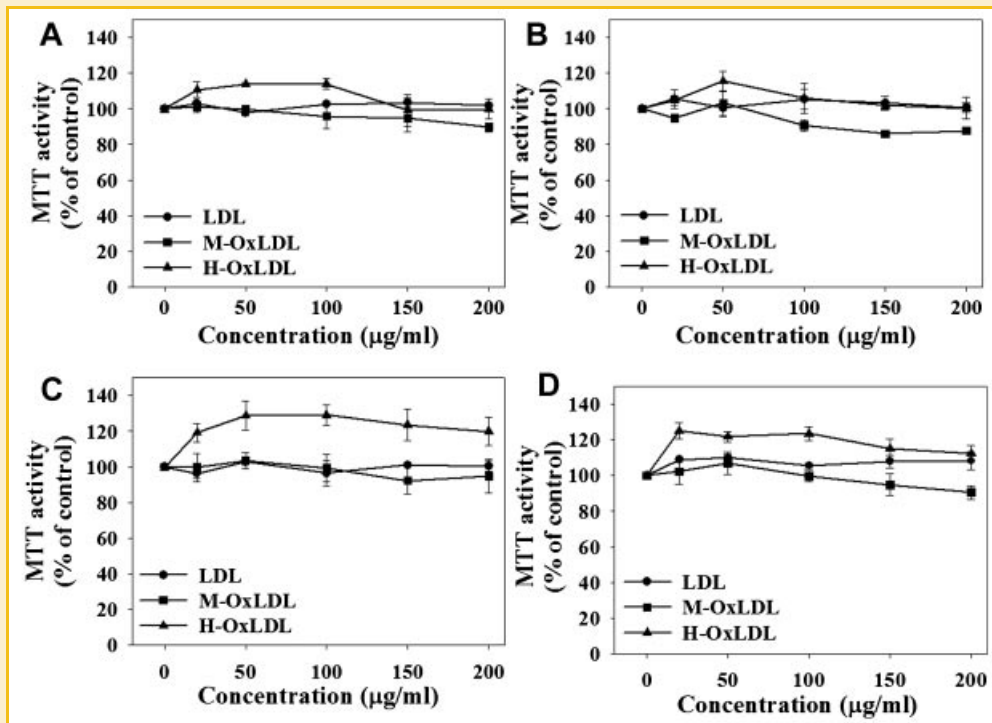 A
MTT activity
(% of control)
140
120
100
80
60
40
20
0
LDL
M-OxLDL
H-OxLDL
0 50 100 150 200
Concentration (μg/ml)
B
MTT activity
(% of control)
140
120
100
80
60
40
20
0
LDL
M-OxLDL
H-OxLDL
0 50 100 150 200
Concentration (μg/ml)
C
MTT activity
(% of control)
140
120
100
80
60
40
20
0
LDL
M-OxLDL
H-OxLDL
0 50 100 150 200
Concentration (μg/ml)
D
MTT activity
(% of control)
140
120
100
80
60
40
20
0
LDL
M-OxLDL
H-OxLDL
0 50 100 150 200
Concentration (μg/ml)